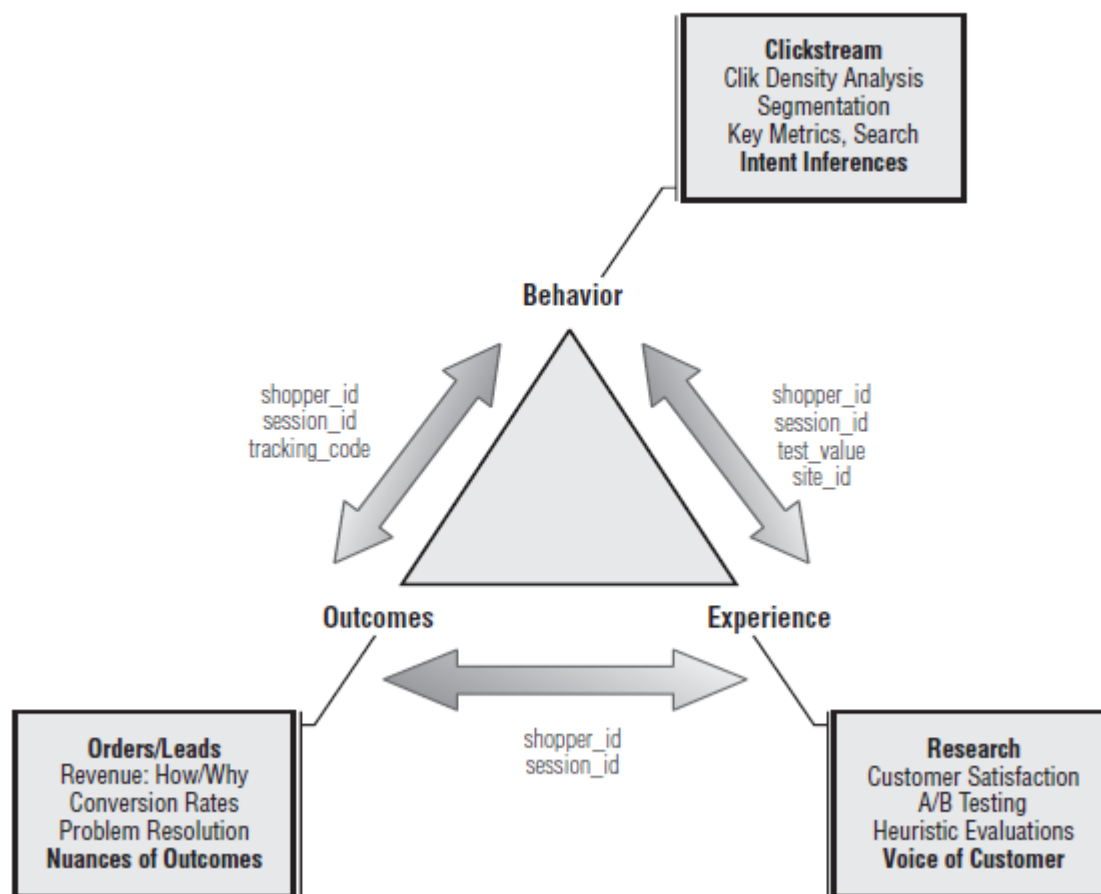 Clickstream
Clik Density Analysis
Segmentation
Key Metrics, Search
Intent Inferences
Behavior
shopper_id
session_id
tracking_code
shopper_id
session_id
test_value
site_id
Outcomes
Experience
shopper_id
session_id
Orders/Leads
Revenue: How/Why
Conversion Rates
Problem Resolution
Nuances of Outcomes
Research
Customer Satisfaction
A/B Testing
Heuristic Evaluations
Voice of Customer